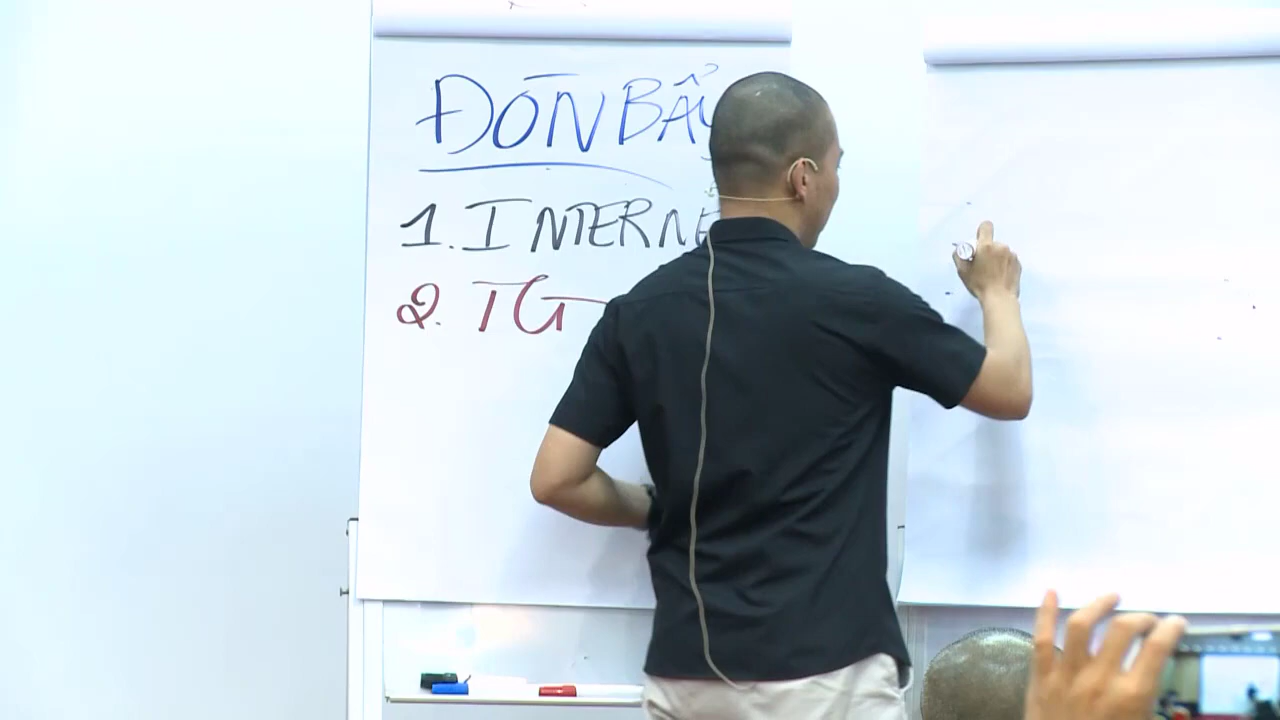 ĐÒN BẨY
1. INTERNE
2. TG